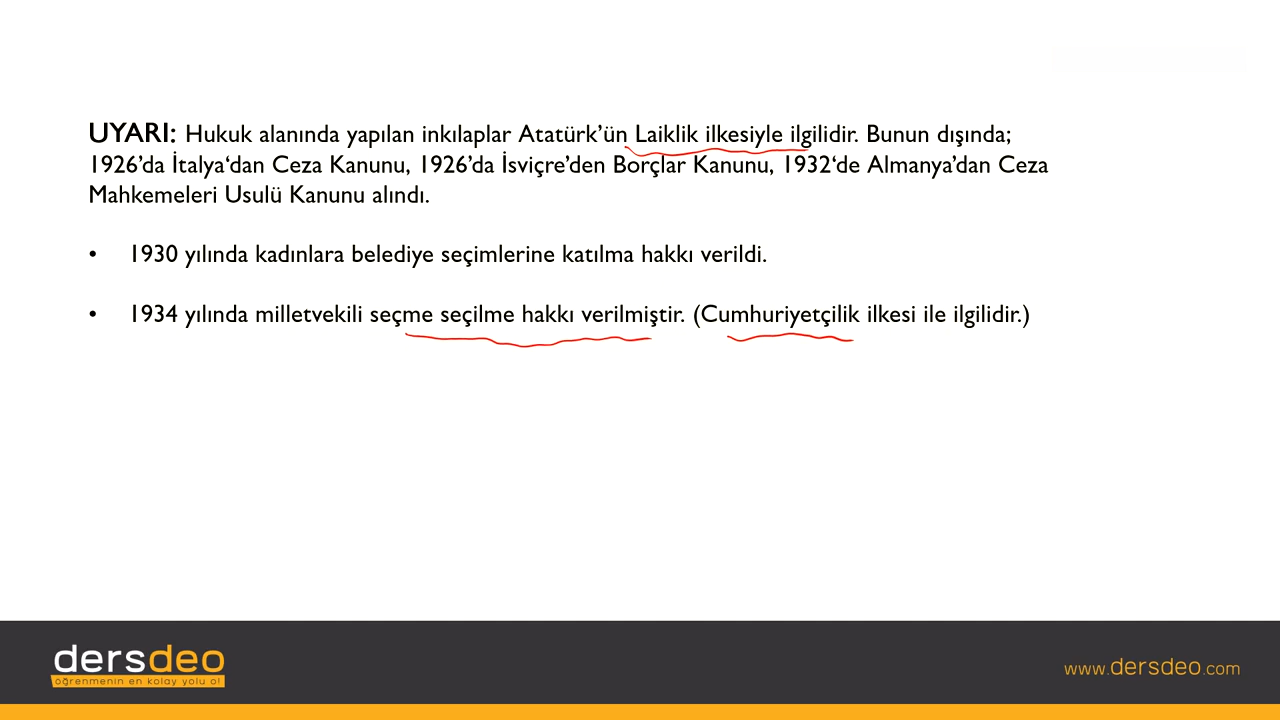 UYARI: Hukuk alanında yapılan inkılaplar Atatürk’ün Laiklik ilkesiyle ilgilidir. Bunun dışında;
1926’da İtalya‘dan Ceza Kanunu, 1926’da İsviçre’den Borçlar Kanunu, 1932‘de Almanya’dan Ceza
Mahkemeleri Usulü Kanunu alındı.
• 1930 yılında kadınlara belediye seçimlerine katılma hakkı verildi.
• 1934 yılında milletvekili seçme seçilme hakkı verilmiştir. (Cumhuriyetçilik ilkesi ile ilgilidir.)
dersdeo
öğrenmenin en kolay yolu o!
www.dersdeo.com